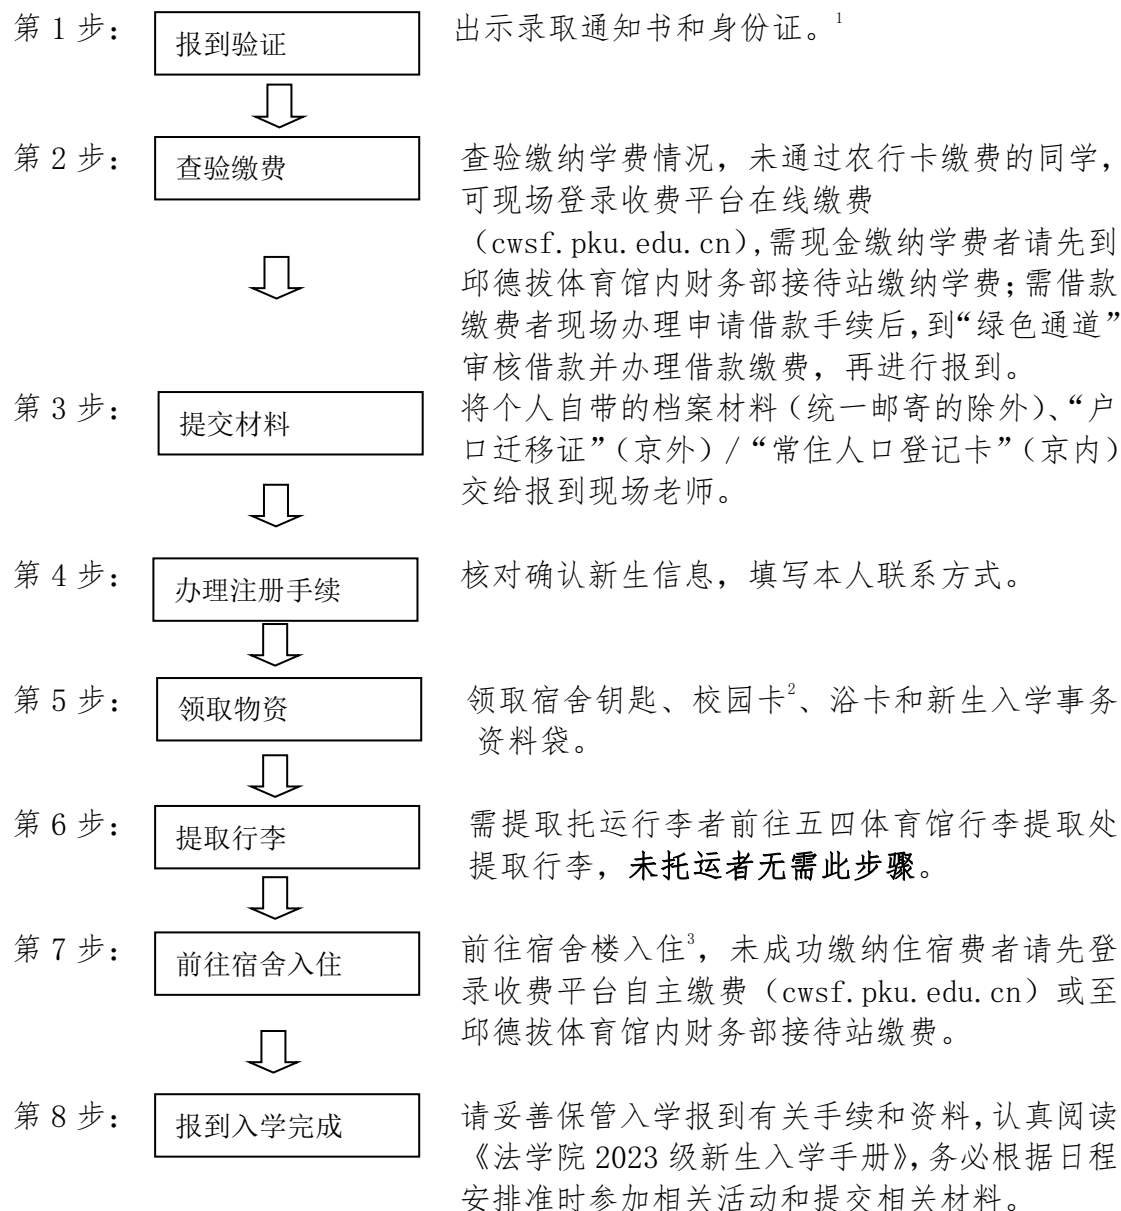 第 1 步： 报到验证 出示录取通知书和身份证。1
第 2 步： 查验缴费 查验缴纳学费情况，未通过农行卡缴费的同学，
可现场登录收费平台在线缴费
（cwsf.pku.edu.cn），需现金缴纳学费者请先到
邱德拔体育馆内财务部接待站缴纳学费；需借款
缴费者现场办理申请借款手续后，到“绿色通道”
审核借款并办理借款缴费，再进行报到。
第 3 步： 提交材料 将个人自带的档案材料（统一邮寄的除外）、“户
口迁移证”（京外）/“常住人口登记卡”（京内）
交给报到现场老师。
第 4 步： 办理注册手续 核对确认新生信息，填写本人联系方式。
第 5 步： 领取物资 领取宿舍钥匙、校园卡2、浴卡和新生入学事务
资料袋。
第 6 步： 提取行李 需提取托运行李者前往五四体育馆行李提取处
提取行李，未托运者无需此步骤。
第 7 步： 前往宿舍入住 前往宿舍楼入住3，未成功缴纳住宿费者请先登
录收费平台自主缴费（cwsf.pku.edu.cn）或至
邱德拔体育馆内财务部接待站缴费。
第 8 步： 报到入学完成 请妥善保管入学报到有关手续和资料，认真阅读
《法学院 2023 级新生入学手册》，务必根据日程
安排准时参加相关活动和提交相关材料。